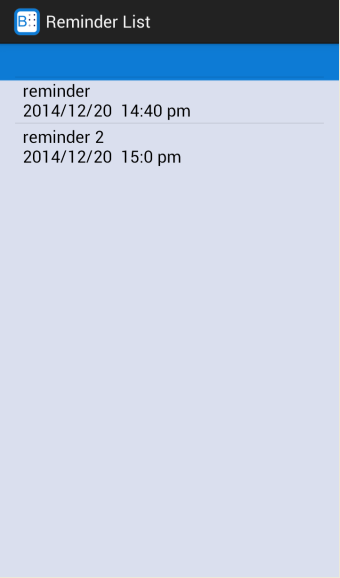 B
Reminder List
reminder
2014/12/20 14:40 pm
reminder 2
2014/12/20 15:0 pm